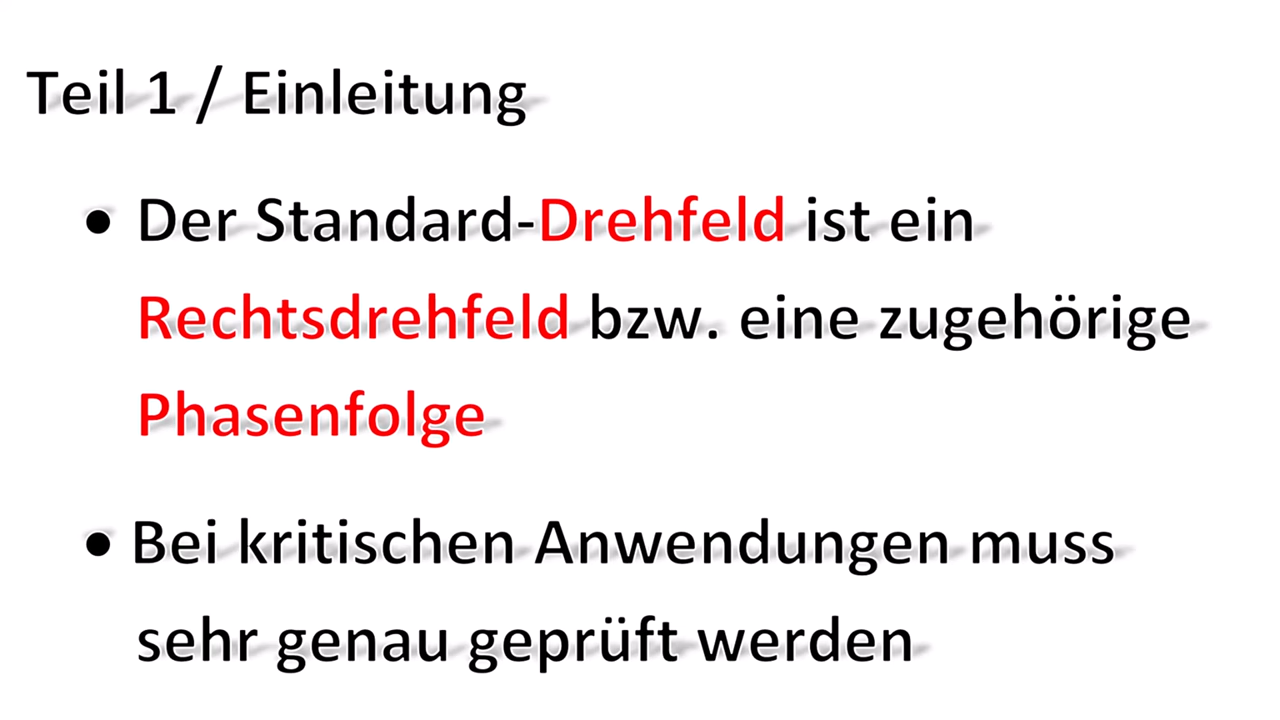 Teil 1 / Einleitung
• Der Standard-Drehfeld ist ein
Rechtsdrehfeld bzw. eine zugehörige
Phasenfolge
• Bei kritischen Anwendungen muss
sehr genau geprüft werden